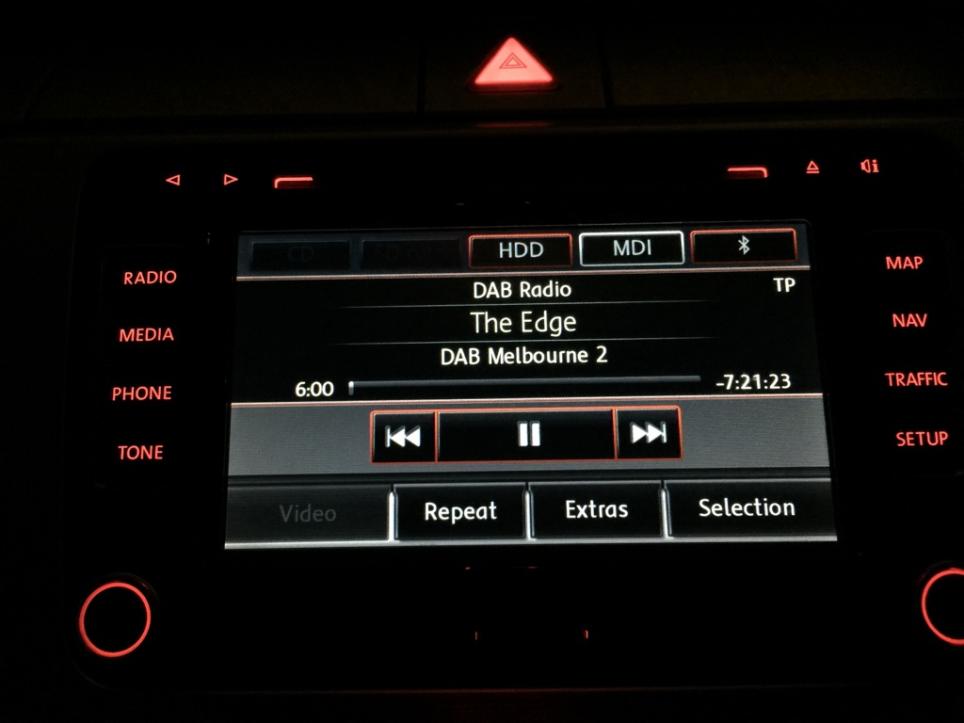 CD
HDD
MDI
DAB Radio
TP
The Edge
DAB Melbourne 2
6:00
-7:21:23
Video
Repeat
Extras
Selection
RADIO
MEDIA
PHONE
TONE
MAP
NAV
TRAFFIC
SETUP